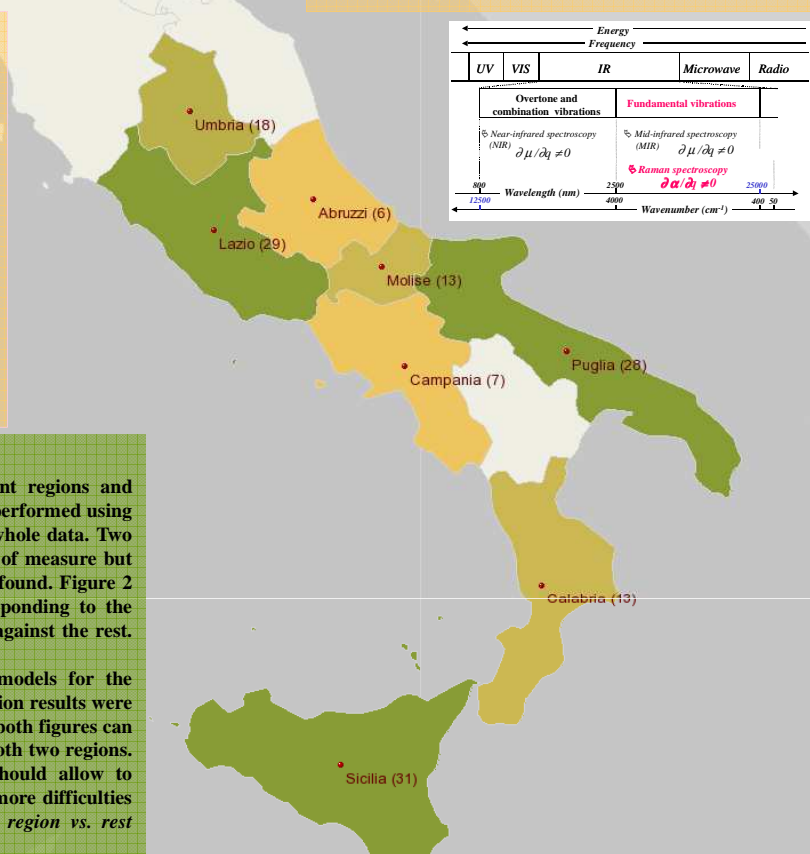 Energy
Frequency
UV VIS IR Microwave Radio
Overtone and
combination vibrations
Fundamental vibrations
Near-infrared spectroscopy
(NIR)
∂μ/∂q ≠ 0
Mid-infrared spectroscopy
(MIR)
∂μ/∂q ≠ 0
Raman spectroscopy
∂α/∂q ≠ 0
800 Wavelength (nm) 2500 25000
12500 4000 Wavenumber (cm-1) 400 50
Umbria (18)
Abruzzi (6)
Lazio (29)
Molise (13)
Puglia (28)
Campania (7)
Calabria (13)
Sicilia (31)
nt regions and
performed using
whole data. Two
of measure but
found. Figure 2
sponding to the
against the rest.
models for the
tion results were
both figures can
oth two regions.
should allow to
more difficulties
region vs. rest